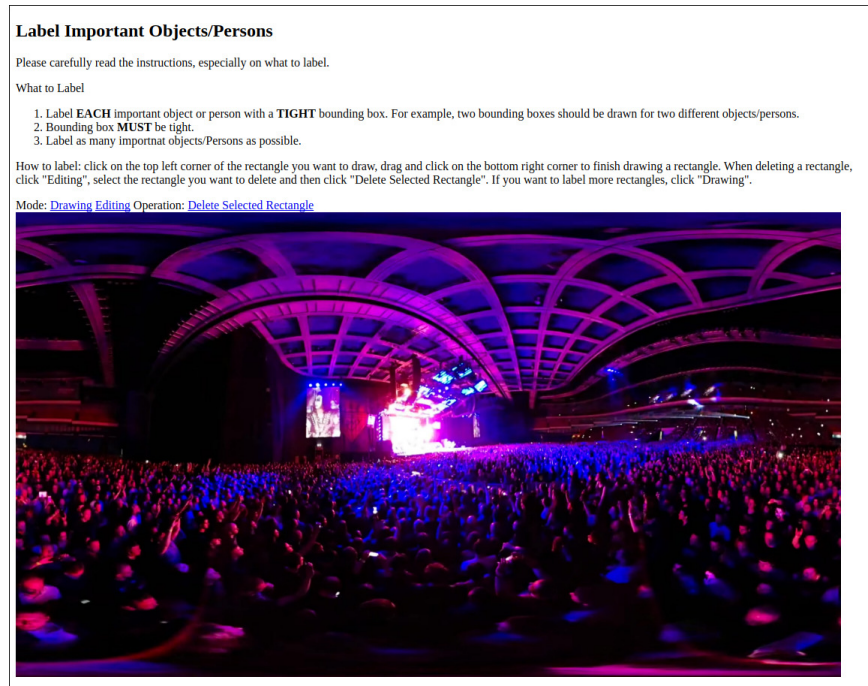 Label Important Objects/Persons
Please carefully read the instructions, especially on what to label.
What to Label
1. Label EACH important object or person with a TIGHT bounding box. For example, two bounding boxes should be drawn for two different objects/persons.
2. Bounding box MUST be tight.
3. Label as many importnat objects/Persons as possible.
How to label: click on the top left corner of the rectangle you want to draw, drag and click on the bottom right corner to finish drawing a rectangle. When deleting a rectangle,
click "Editing", select the rectangle you want to delete and then click "Delete Selected Rectangle". If you want to label more rectangles, click "Drawing".
Mode: Drawing Editing Operation: Delete Selected Rectangle